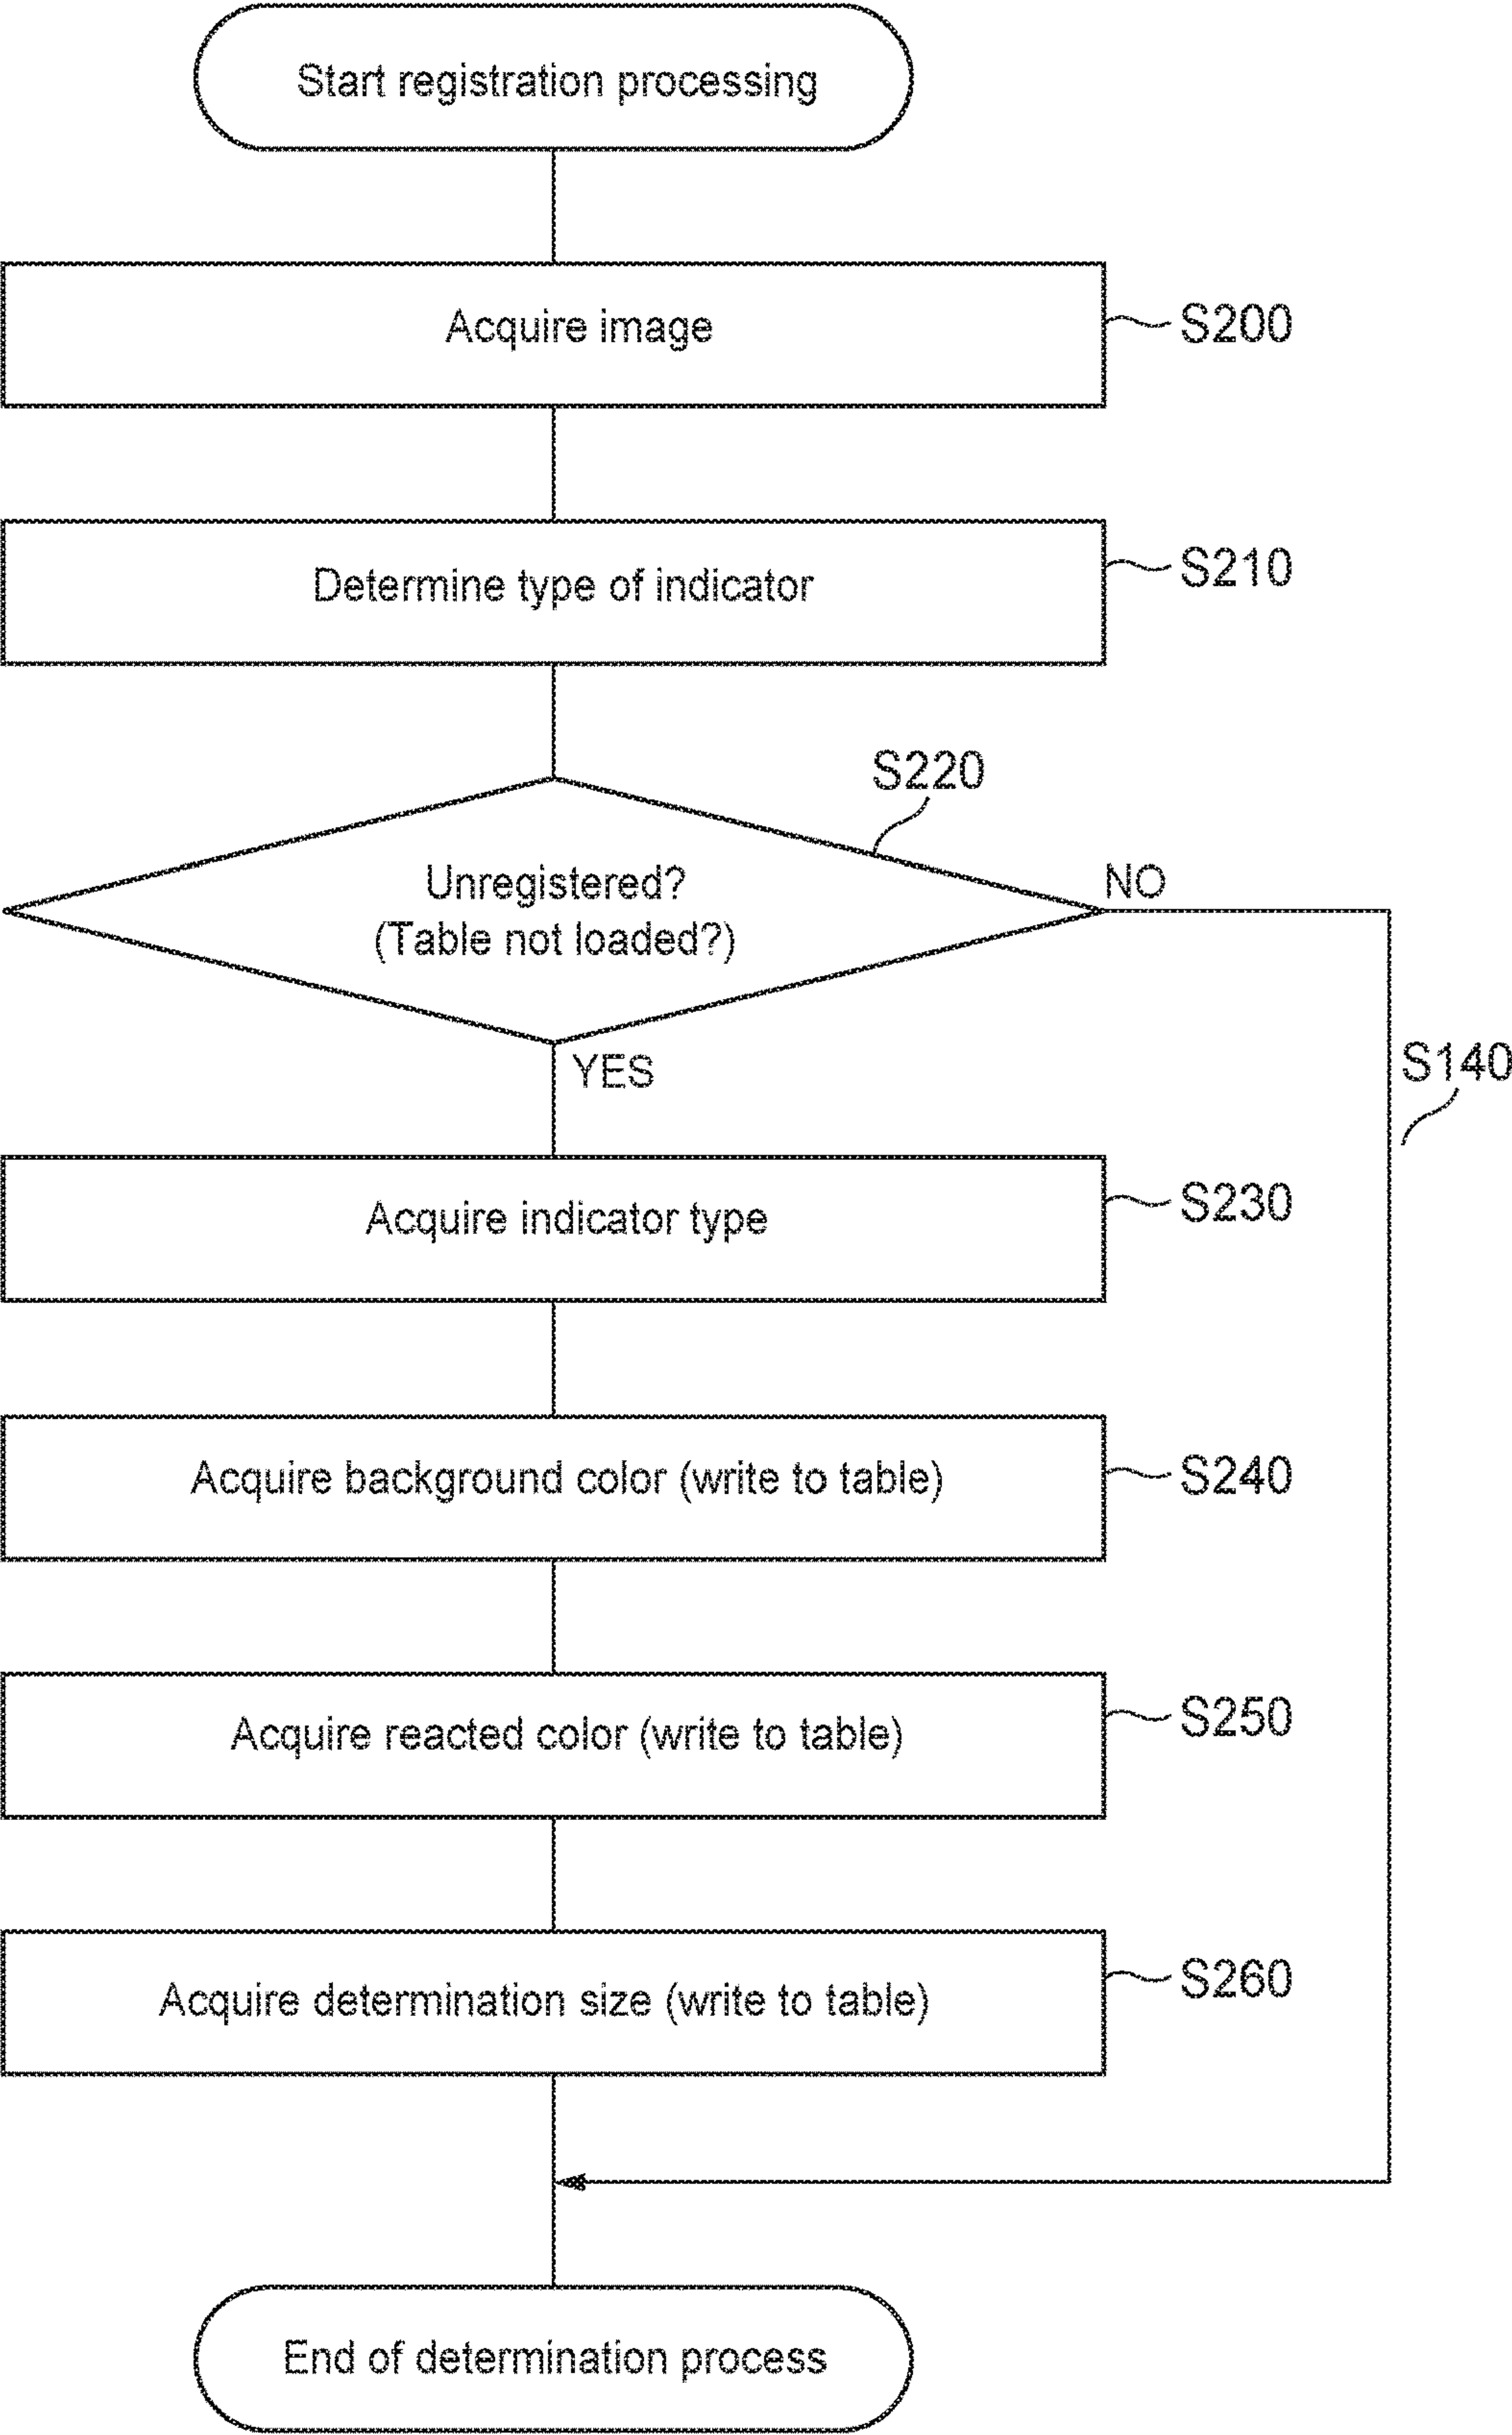 Start registration processing
Acquire image
S200
Determine type of indicator
S210
S220
Unregistered?
(Table not loaded?)
NO
YES
S140
Acquire indicator type
S230
Acquire background color (write to table)
S240
Acquire reacted color (write to table)
S250
Acquire determination size (write to table)
S260
End of determination process